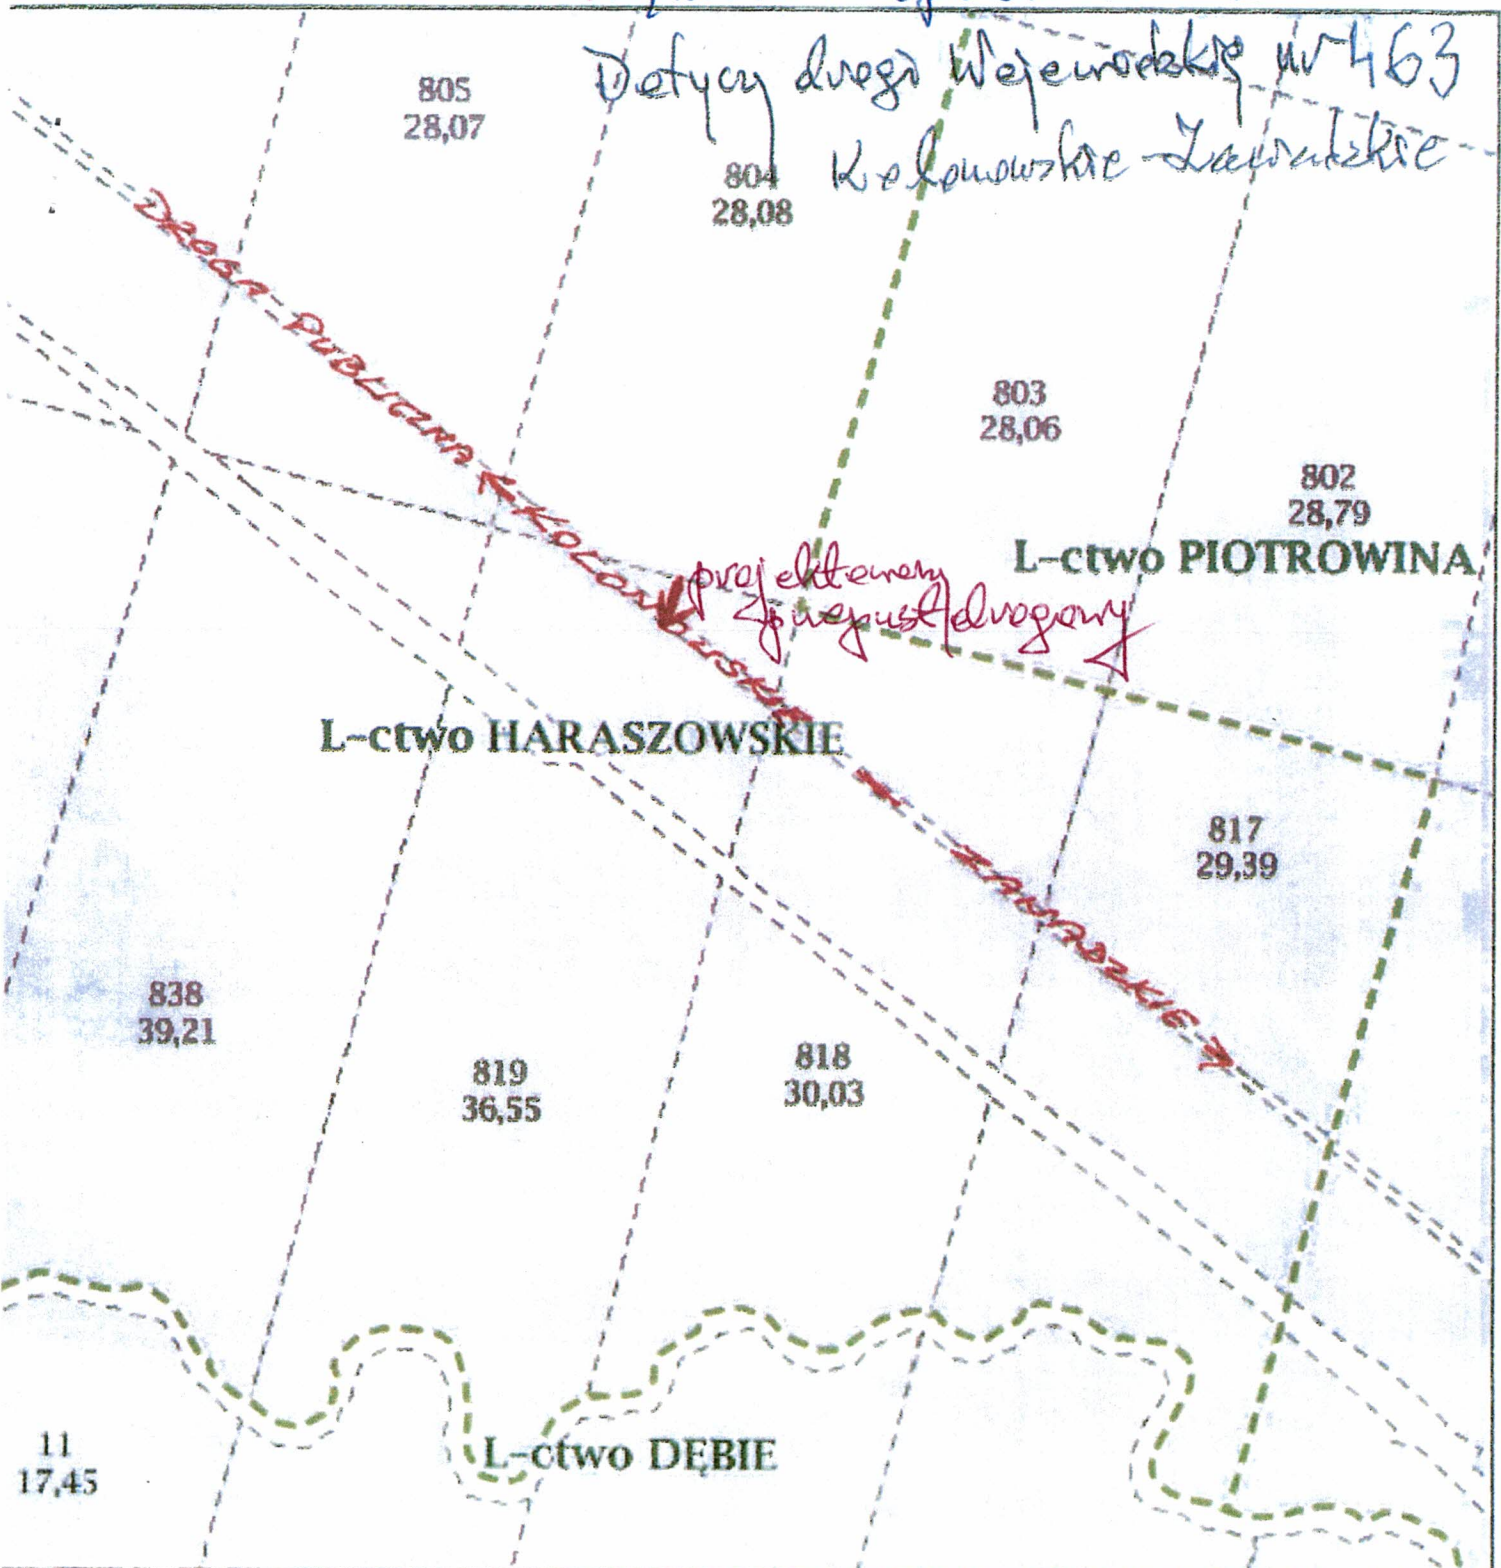 Dotyczy drogi Wojewódzkiej nr 463
Kolonowskie - Zawadzkie
805
28,07
804
28,08
DROGA PUBLICZNA
803
28,06
802
28,79
L-ctwo PIOTROWINA
← KOLONOWSKIE
projektowany
przepust drogowy
L-ctwo HARASZOWSKIE
817
29,39
ZAWADZKIE →
838
39,21
819
36,55
818
30,03
11
17,45
L-ctwo DĘBIE